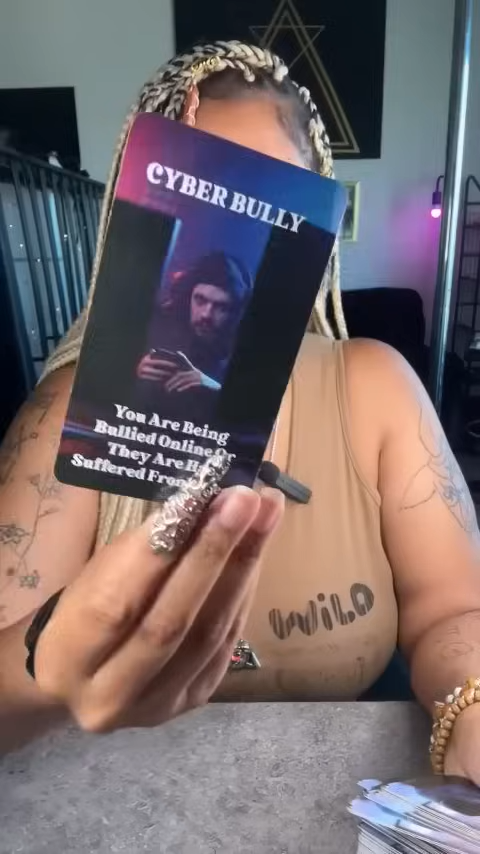 CYBER BULLY
You Are Being
Bullied Online Or
They Are
Suffered From
WILD